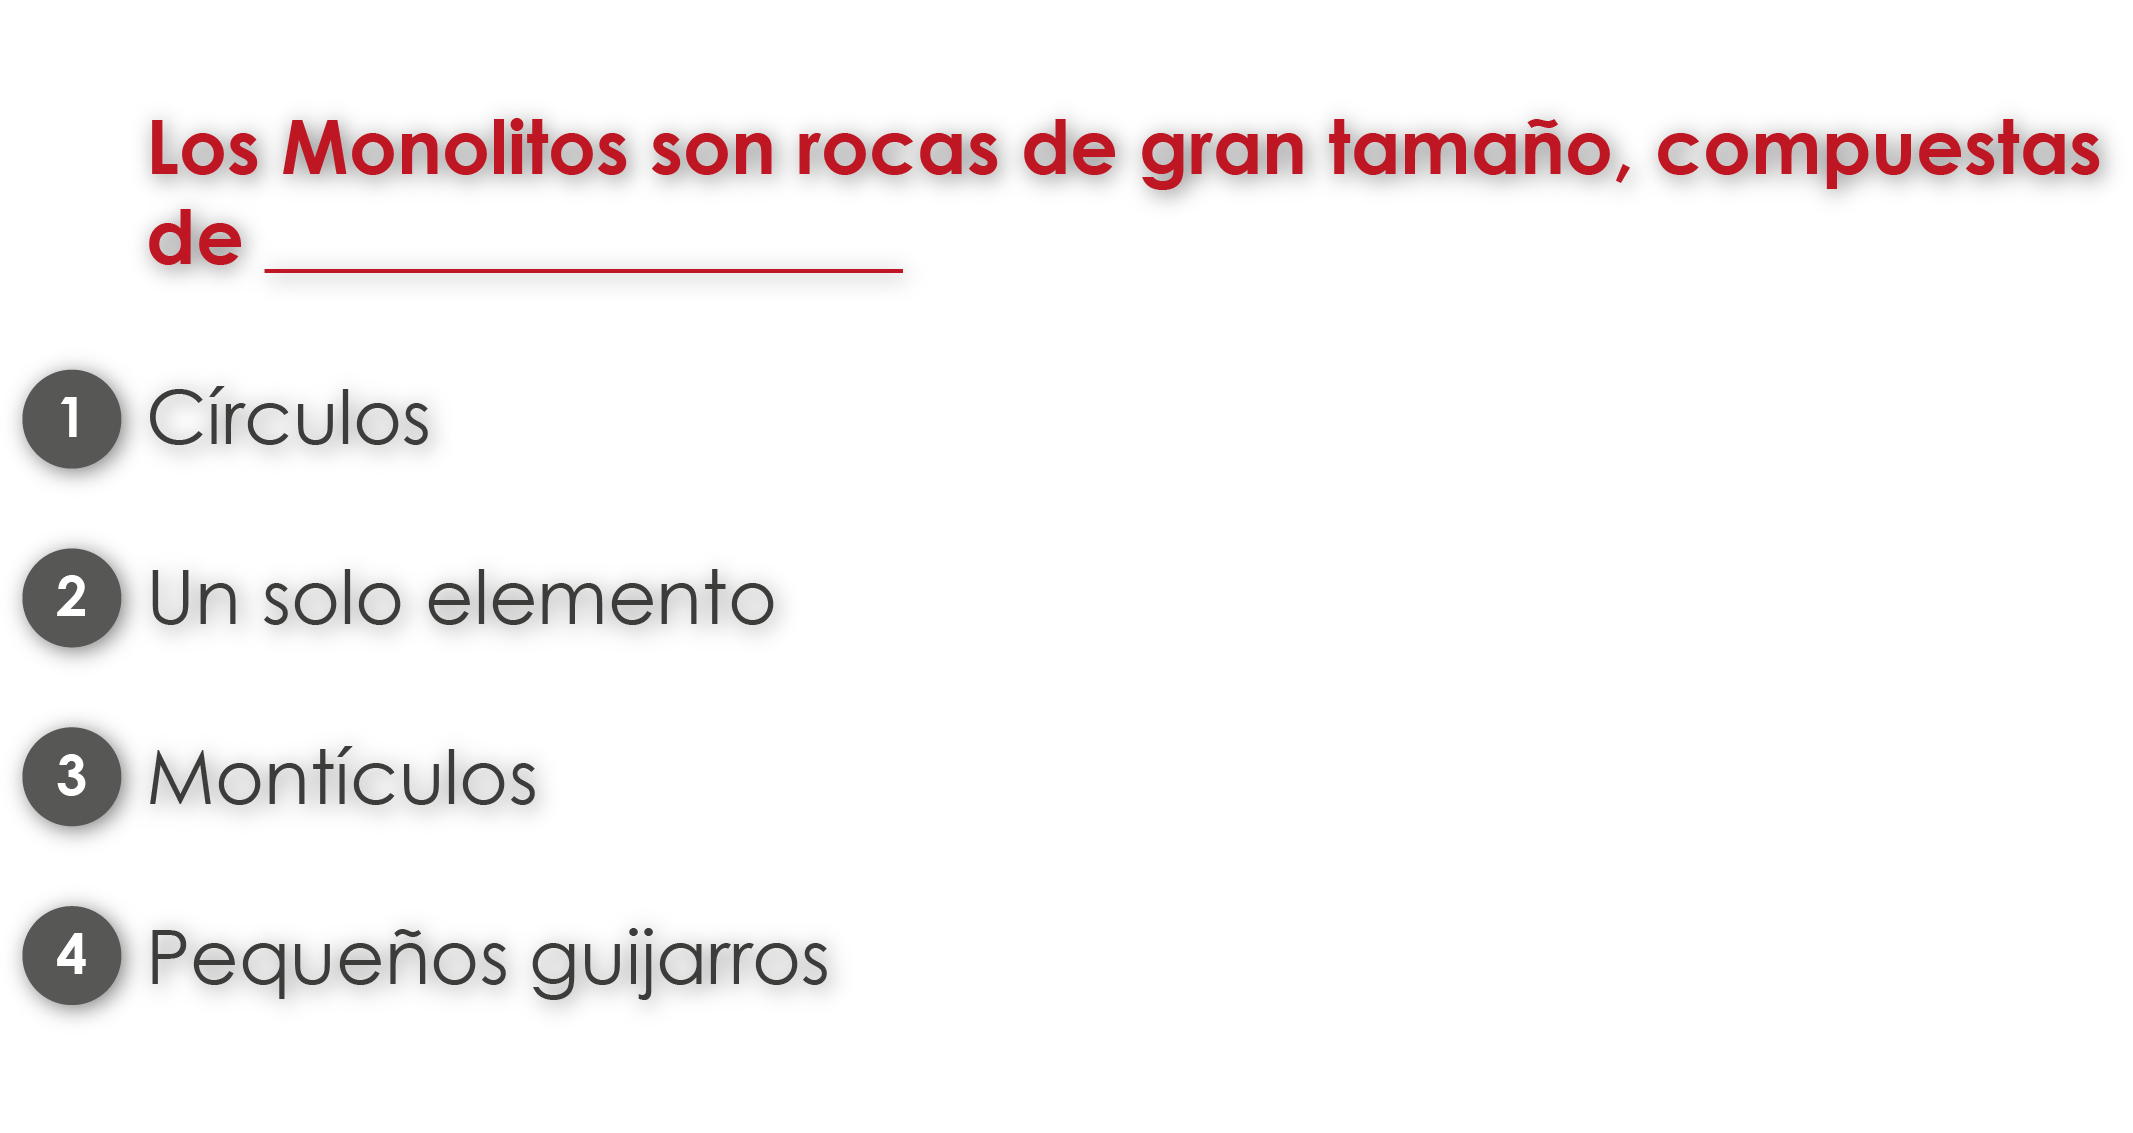 Los Monolitos son rocas de gran tamaño, compuestas
de _________________
1 Círculos
2 Un solo elemento
3 Montículos
4 Pequeños guijarros